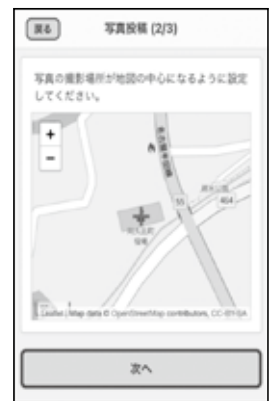 戻る
写真投稿 (2/3)
写真の撮影場所が地図の中心になるように設定
してください。
+
−
55
464
Leaflet | Map data © OpenStreetMap contributors, CC-BY-SA
次へ